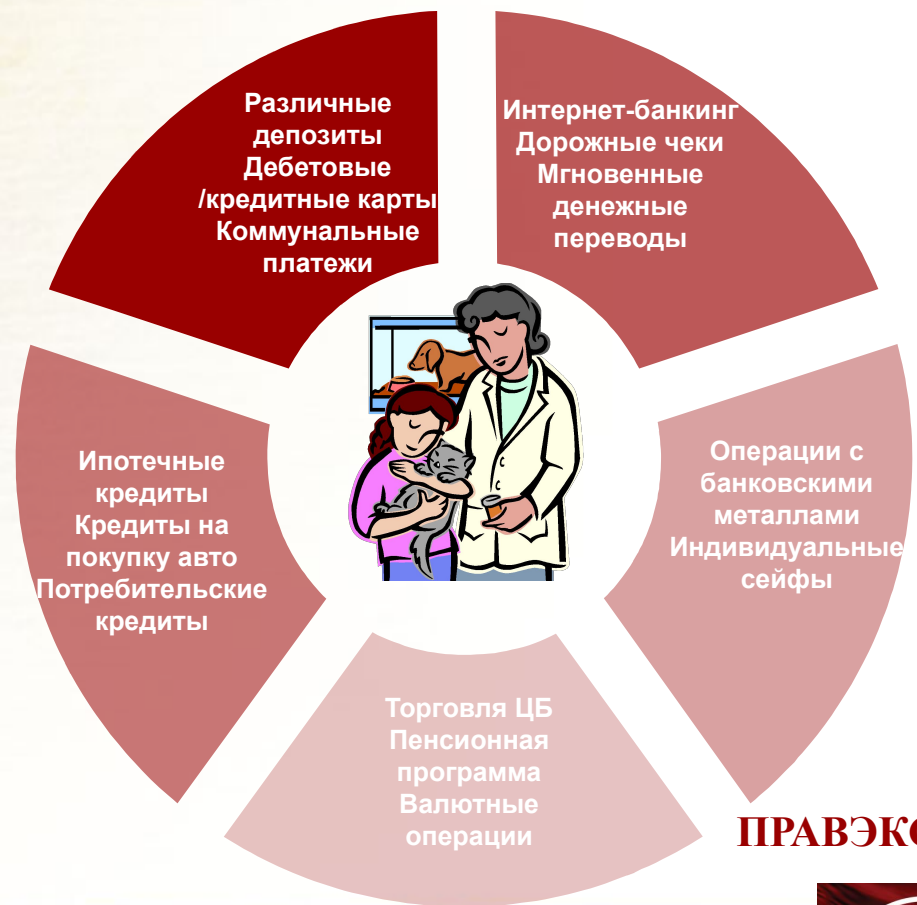 Различные
депозиты
Дебетовые
/кредитные карты
Коммунальные
платежи
Интернет-банкинг
Дорожные чеки
Мгновенные
денежные
переводы
Операции с
банковскими
металлами
Индивидуальные
сейфы
Торговля ЦБ
Пенсионная
программа
Валютные
операции
Ипотечные
кредиты
Кредиты на
покупку авто
Потребительские
кредиты